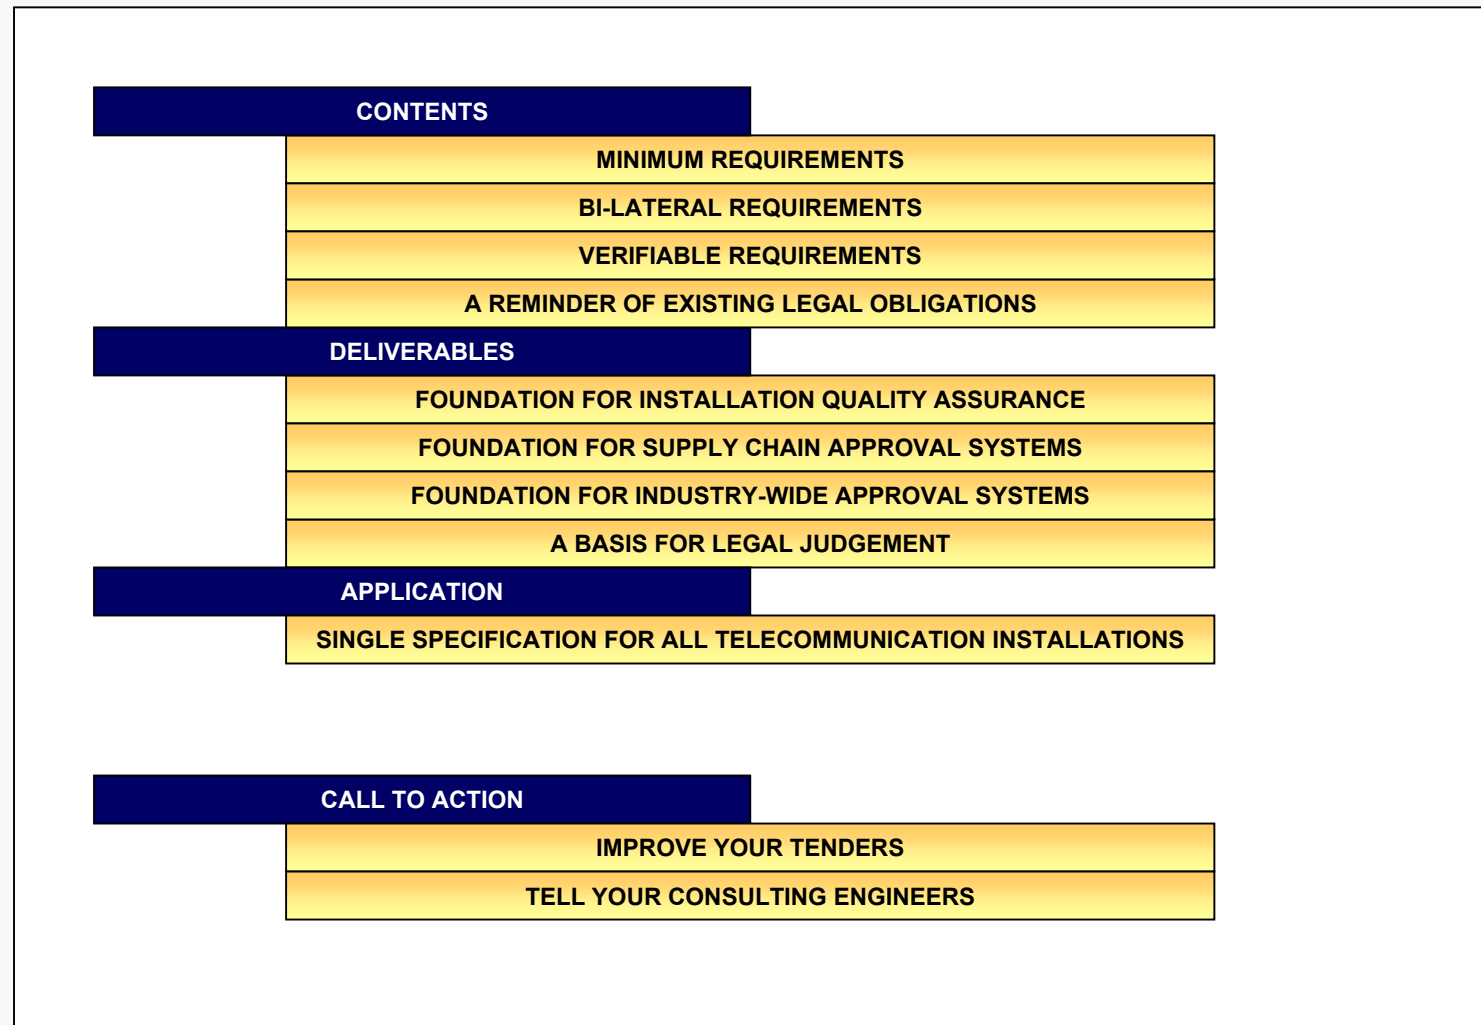 CONTENTS
MINIMUM REQUIREMENTS
BI-LATERAL REQUIREMENTS
VERIFIABLE REQUIREMENTS
A REMINDER OF EXISTING LEGAL OBLIGATIONS
DELIVERABLES
FOUNDATION FOR INSTALLATION QUALITY ASSURANCE
FOUNDATION FOR SUPPLY CHAIN APPROVAL SYSTEMS
FOUNDATION FOR INDUSTRY-WIDE APPROVAL SYSTEMS
A BASIS FOR LEGAL JUDGEMENT
APPLICATION
SINGLE SPECIFICATION FOR ALL TELECOMMUNICATION INSTALLATIONS
CALL TO ACTION
IMPROVE YOUR TENDERS
TELL YOUR CONSULTING ENGINEERS